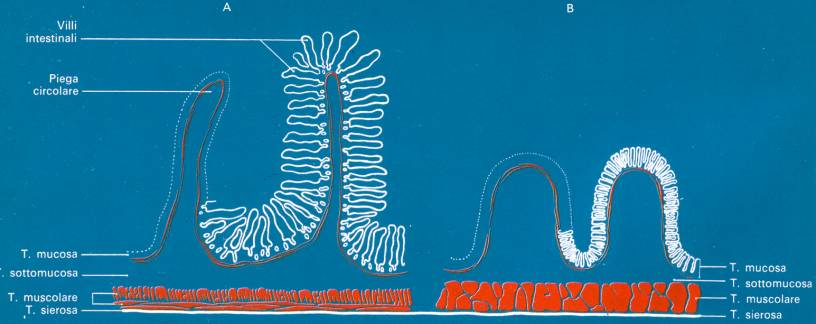 A
B
Villi
intestinali
Piega
circolare
T. mucosa
T. sottomucosa
T. muscolare
T. sierosa
T. mucosa
T. sottomucosa
T. muscolare
T. sierosa